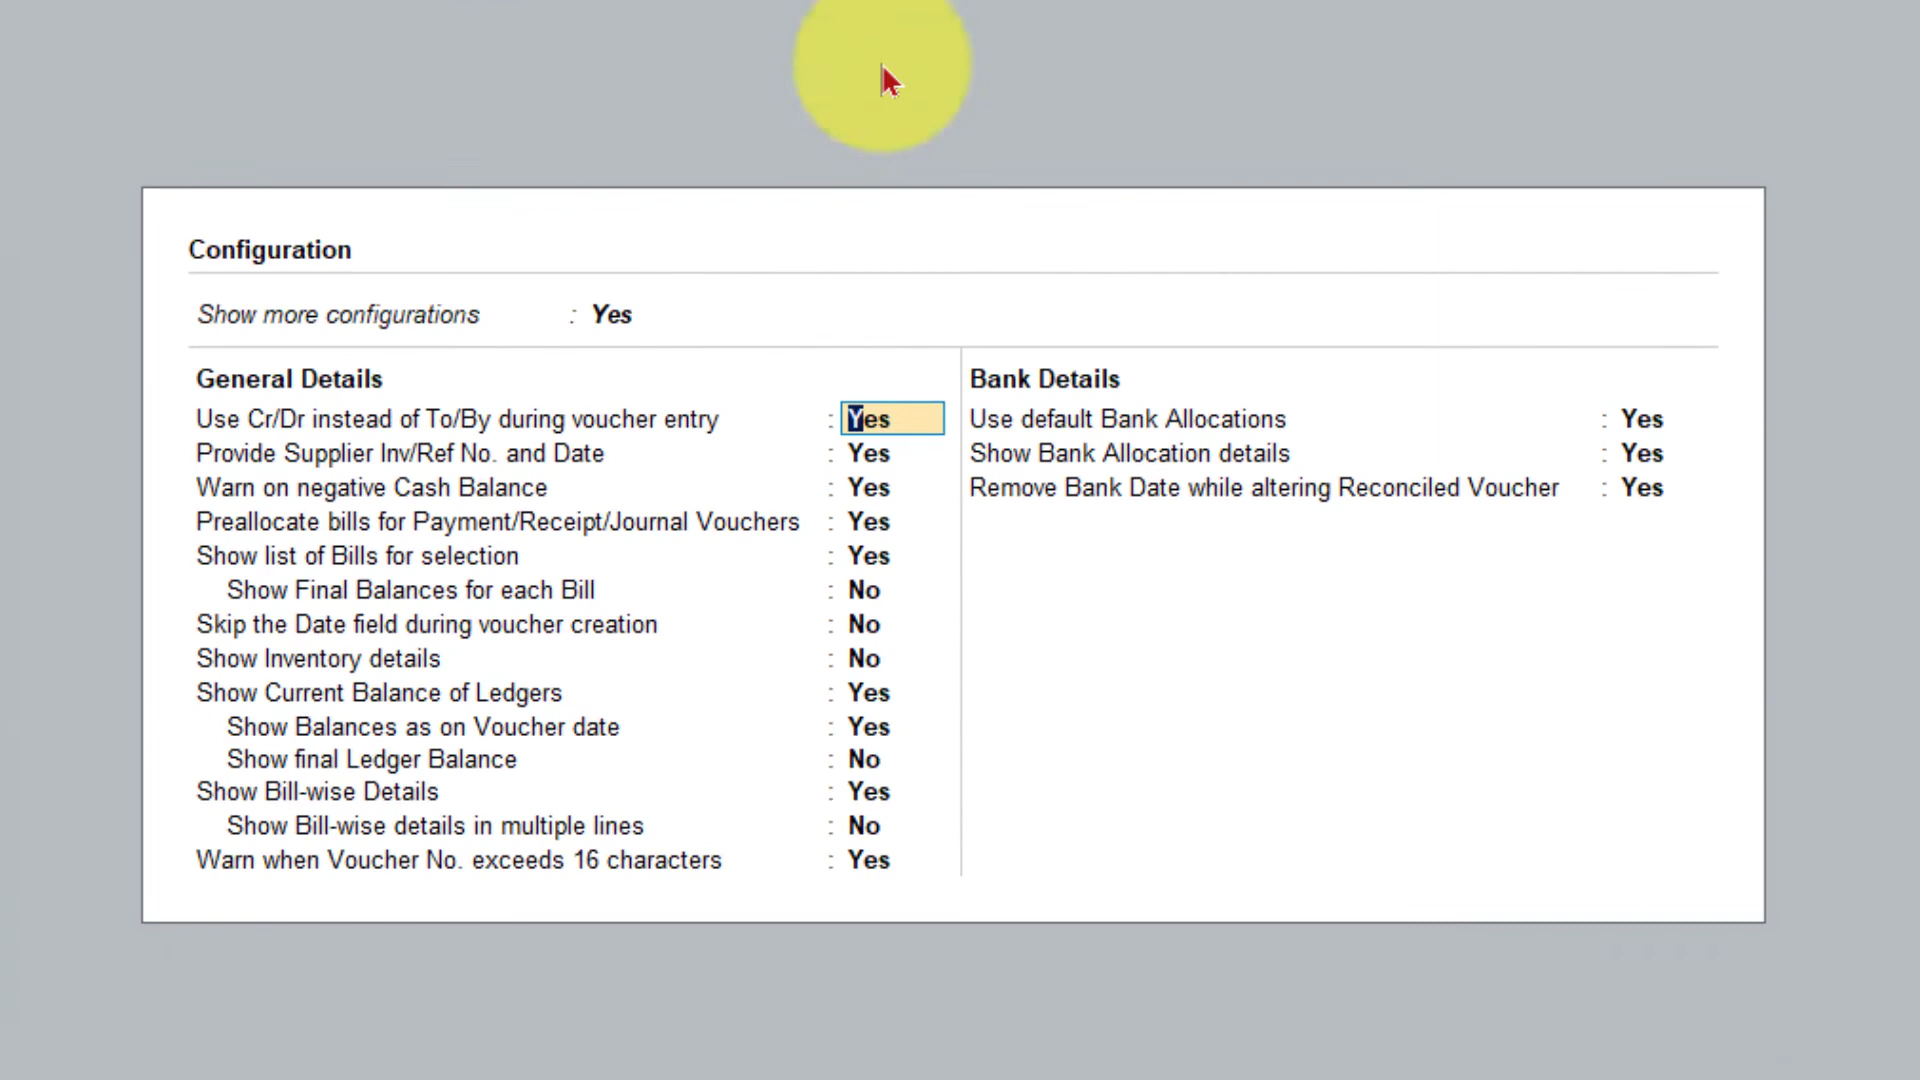 Configuration
Show more configurations : Yes
General Details
Use Cr/Dr instead of To/By during voucher entry : Yes
Provide Supplier Inv/Ref No. and Date : Yes
Warn on negative Cash Balance : Yes
Preallocate bills for Payment/Receipt/Journal Vouchers : Yes
Show list of Bills for selection : Yes
Show Final Balances for each Bill : No
Skip the Date field during voucher creation : No
Show Inventory details : No
Show Current Balance of Ledgers : Yes
Show Balances as on Voucher date : Yes
Show final Ledger Balance : No
Show Bill-wise Details : Yes
Show Bill-wise details in multiple lines : No
Warn when Voucher No. exceeds 16 characters : Yes
Bank Details
Use default Bank Allocations : Yes
Show Bank Allocation details : Yes
Remove Bank Date while altering Reconciled Voucher : Yes